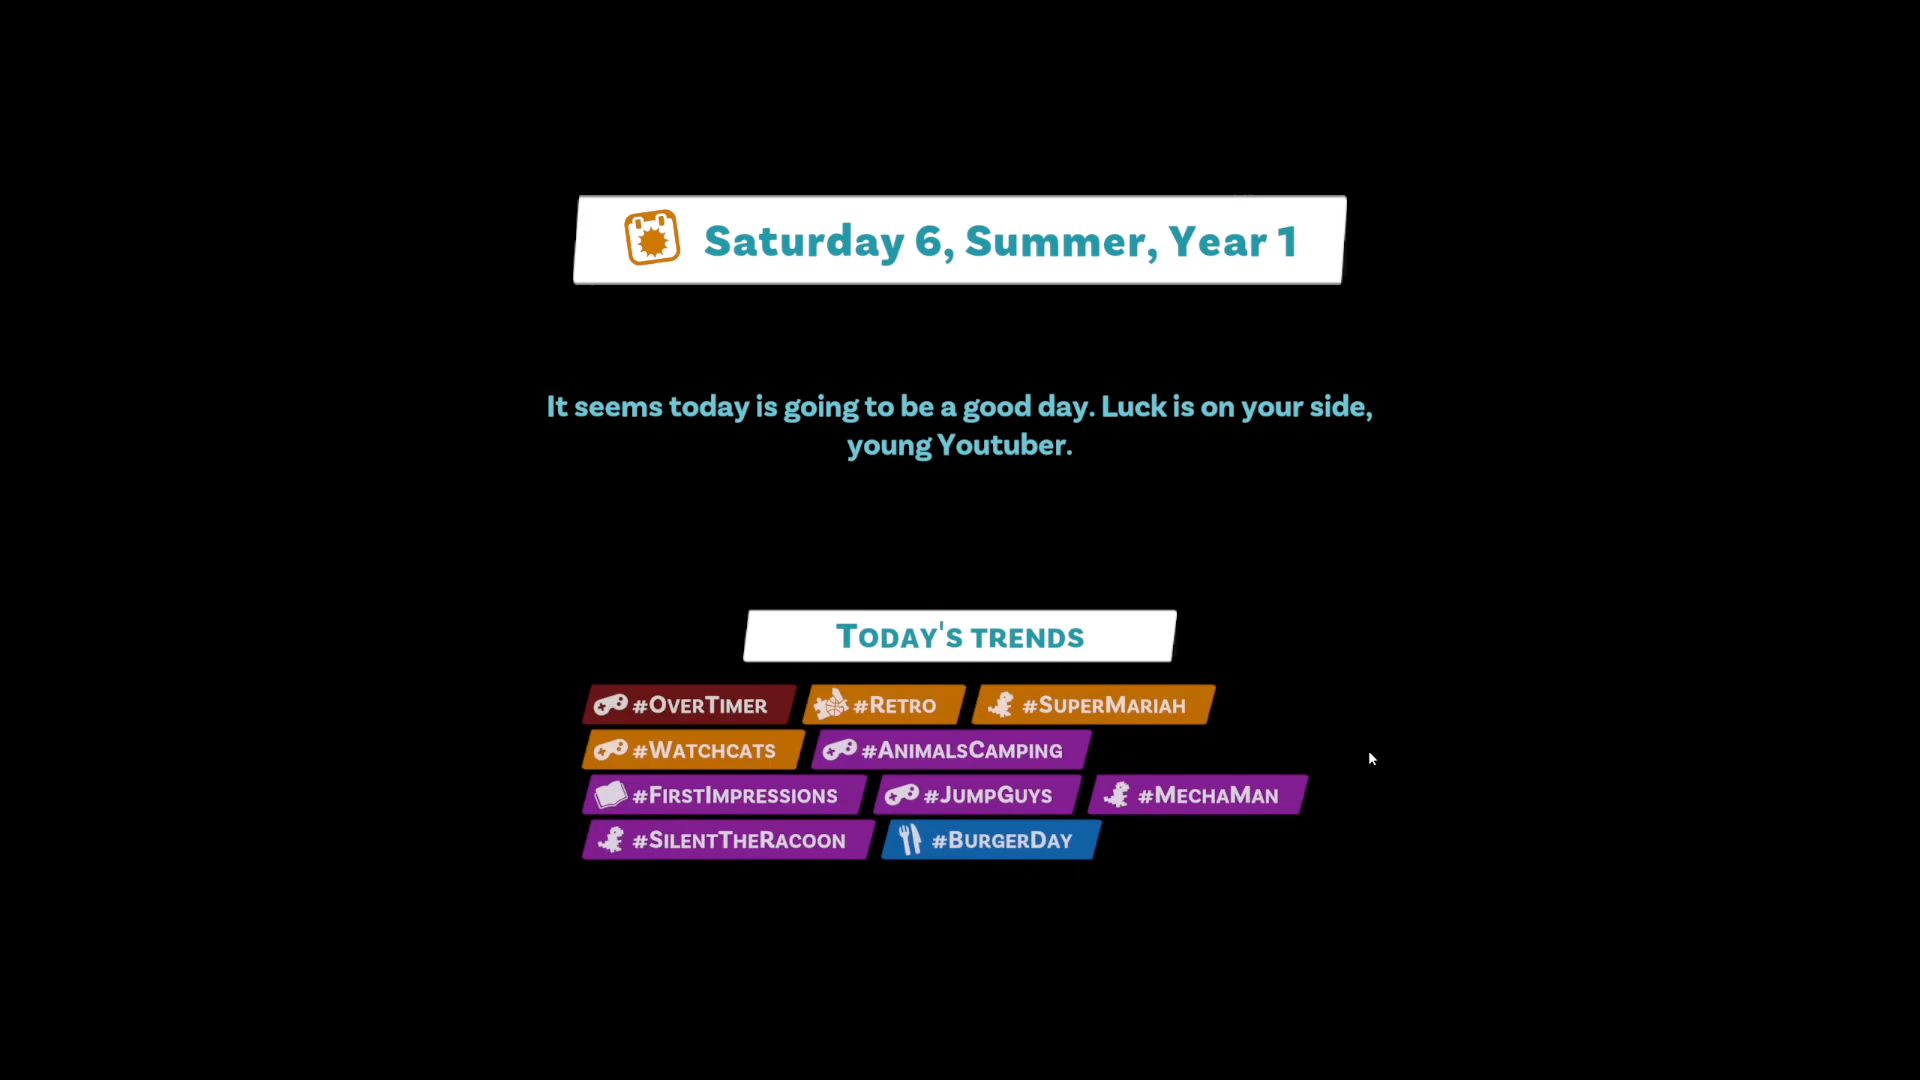 Saturday 6, Summer, Year 1
It seems today is going to be a good day. Luck is on your side,
young Youtuber.
Today's trends
#OverTimer #Retro #SuperMariah
#Watchcats #AnimalsCamping
#FirstImpressions #JumpGuys #MechaMan
#SilentTheRacoon #BurgerDay